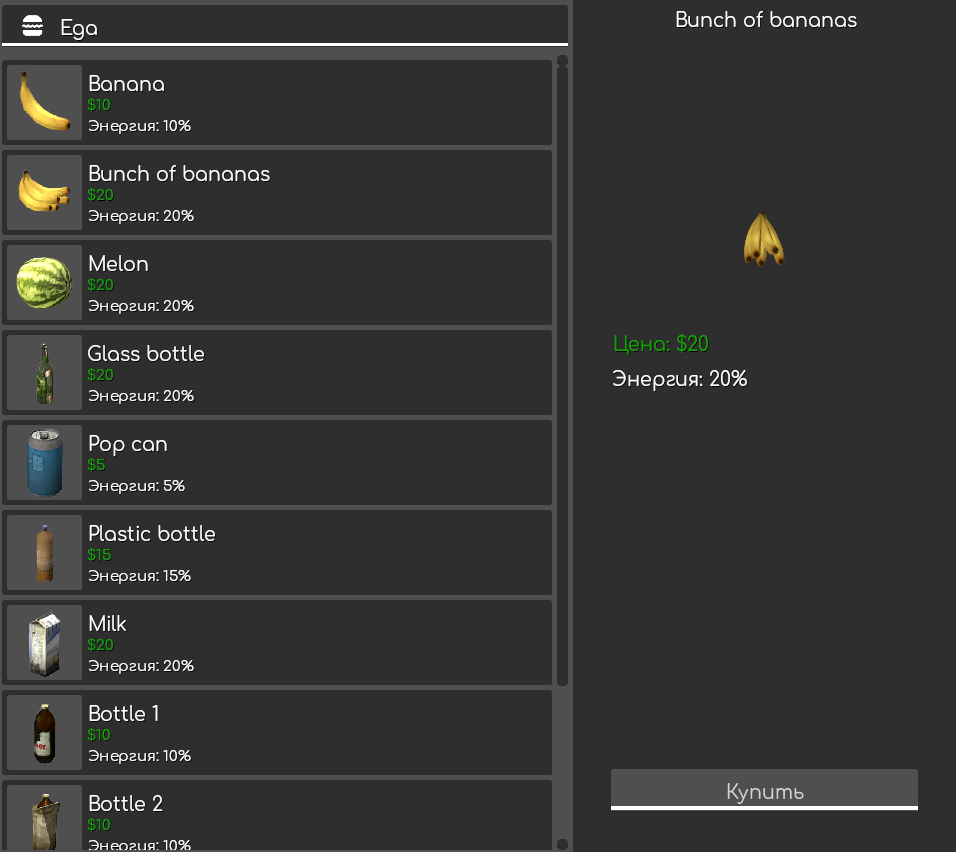 Еда
Banana
$10
Энергия: 10%
Bunch of bananas
$20
Энергия: 20%
Melon
$20
Энергия: 20%
Glass bottle
$20
Энергия: 20%
Pop can
$5
Энергия: 5%
Plastic bottle
$15
Энергия: 15%
Milk
$20
Энергия: 20%
Bottle 1
$10
Энергия: 10%
Bottle 2
$10
Энергия: 10%
Bunch of bananas
Цена: $20
Энергия: 20%
Купить